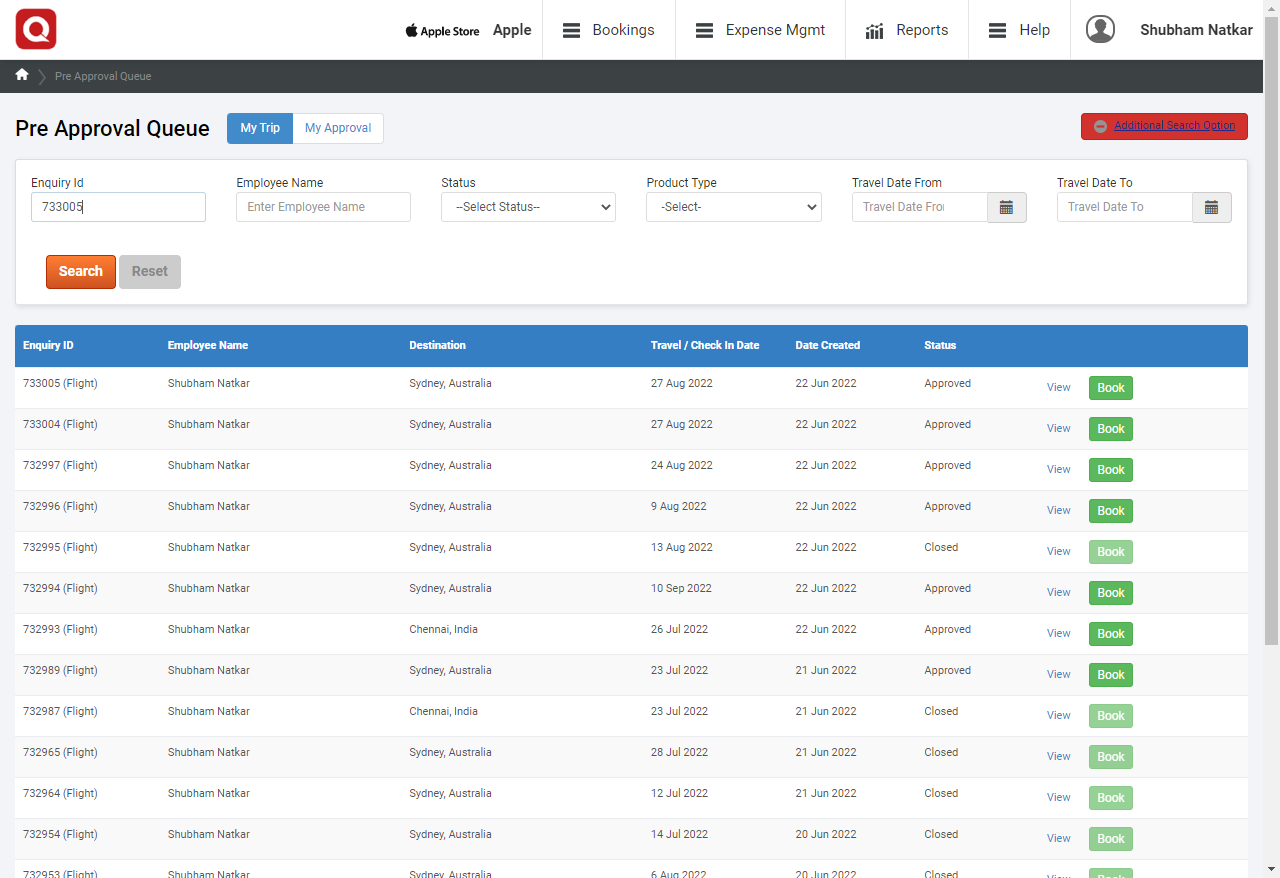 Apple Store Apple Bookings Expense Mgmt Reports Help Shubham Natkar
Pre Approval Queue
Pre Approval Queue My Trip My Approval Additional Search Option
Enquiry Id Employee Name Status Product Type Travel Date From Travel Date To
733005 Enter Employee Name --Select Status-- -Select- Travel Date From Travel Date To
Search Reset
Enquiry ID Employee Name Destination Travel / Check In Date Date Created Status
733005 (Flight) Shubham Natkar Sydney, Australia 27 Aug 2022 22 Jun 2022 Approved View Book
733004 (Flight) Shubham Natkar Sydney, Australia 27 Aug 2022 22 Jun 2022 Approved View Book
732997 (Flight) Shubham Natkar Sydney, Australia 24 Aug 2022 22 Jun 2022 Approved View Book
732996 (Flight) Shubham Natkar Sydney, Australia 9 Aug 2022 22 Jun 2022 Approved View Book
732995 (Flight) Shubham Natkar Sydney, Australia 13 Aug 2022 22 Jun 2022 Closed View Book
732994 (Flight) Shubham Natkar Sydney, Australia 10 Sep 2022 22 Jun 2022 Approved View Book
732993 (Flight) Shubham Natkar Chennai, India 26 Jul 2022 22 Jun 2022 Approved View Book
732989 (Flight) Shubham Natkar Sydney, Australia 23 Jul 2022 21 Jun 2022 Approved View Book
732987 (Flight) Shubham Natkar Chennai, India 23 Jul 2022 21 Jun 2022 Closed View Book
732965 (Flight) Shubham Natkar Sydney, Australia 28 Jul 2022 21 Jun 2022 Closed View Book
732964 (Flight) Shubham Natkar Sydney, Australia 12 Jul 2022 21 Jun 2022 Closed View Book
732954 (Flight) Shubham Natkar Sydney, Australia 14 Jul 2022 20 Jun 2022 Closed View Book
732953 (Flight) Shubham Natkar Sydney, Australia 6 Aug 2022 20 Jun 2022 Closed View Book